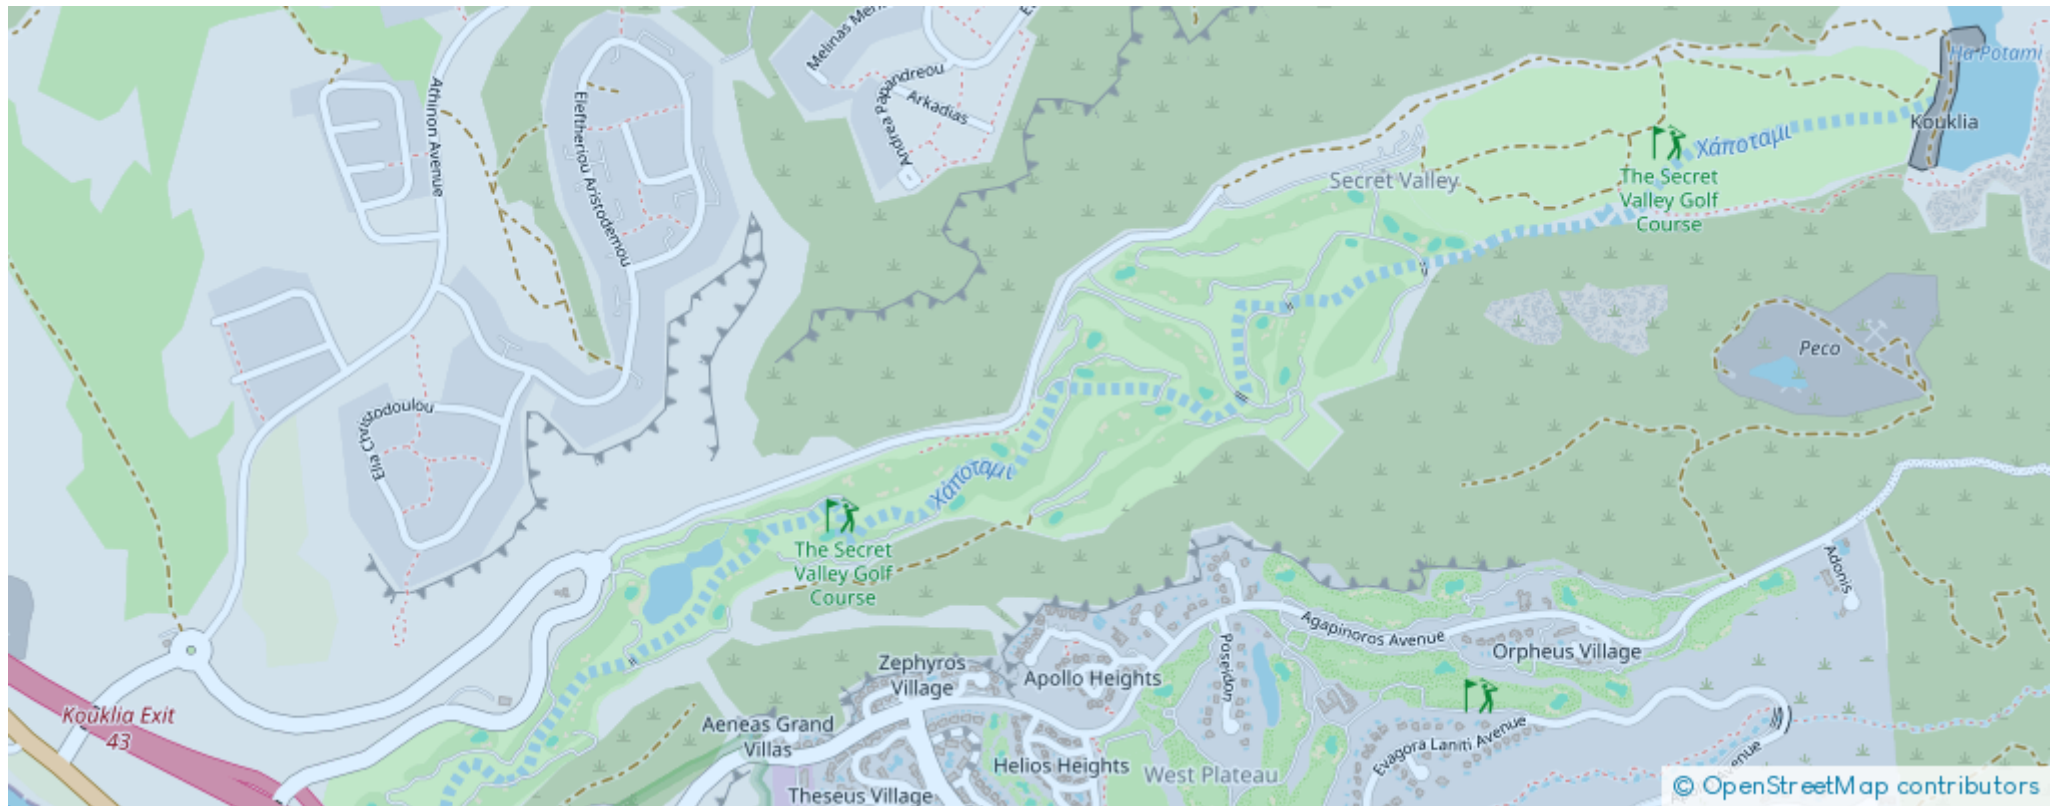 Melinas Mer
Ha Potami
Athinon Avenue
Eleftheriou Aristodemou
Andrea Papandreou
Arkadias
Kouklia
Χάποταμι
Secret Valley
The Secret
Valley Golf
Course
Peco
Elia Christodoulou
Χάποταμι
The Secret
Valley Golf
Course
Adonis
Agapinoros Avenue
Poseidon
Orpheus Village
Zephyros
Village
Apollo Heights
Kouklia Exit
43
Aeneas Grand
Villas
Evagora Laniti Avenue
Avenue
Helios Heights
West Plateau
Theseus Village
© OpenStreetMap contributors